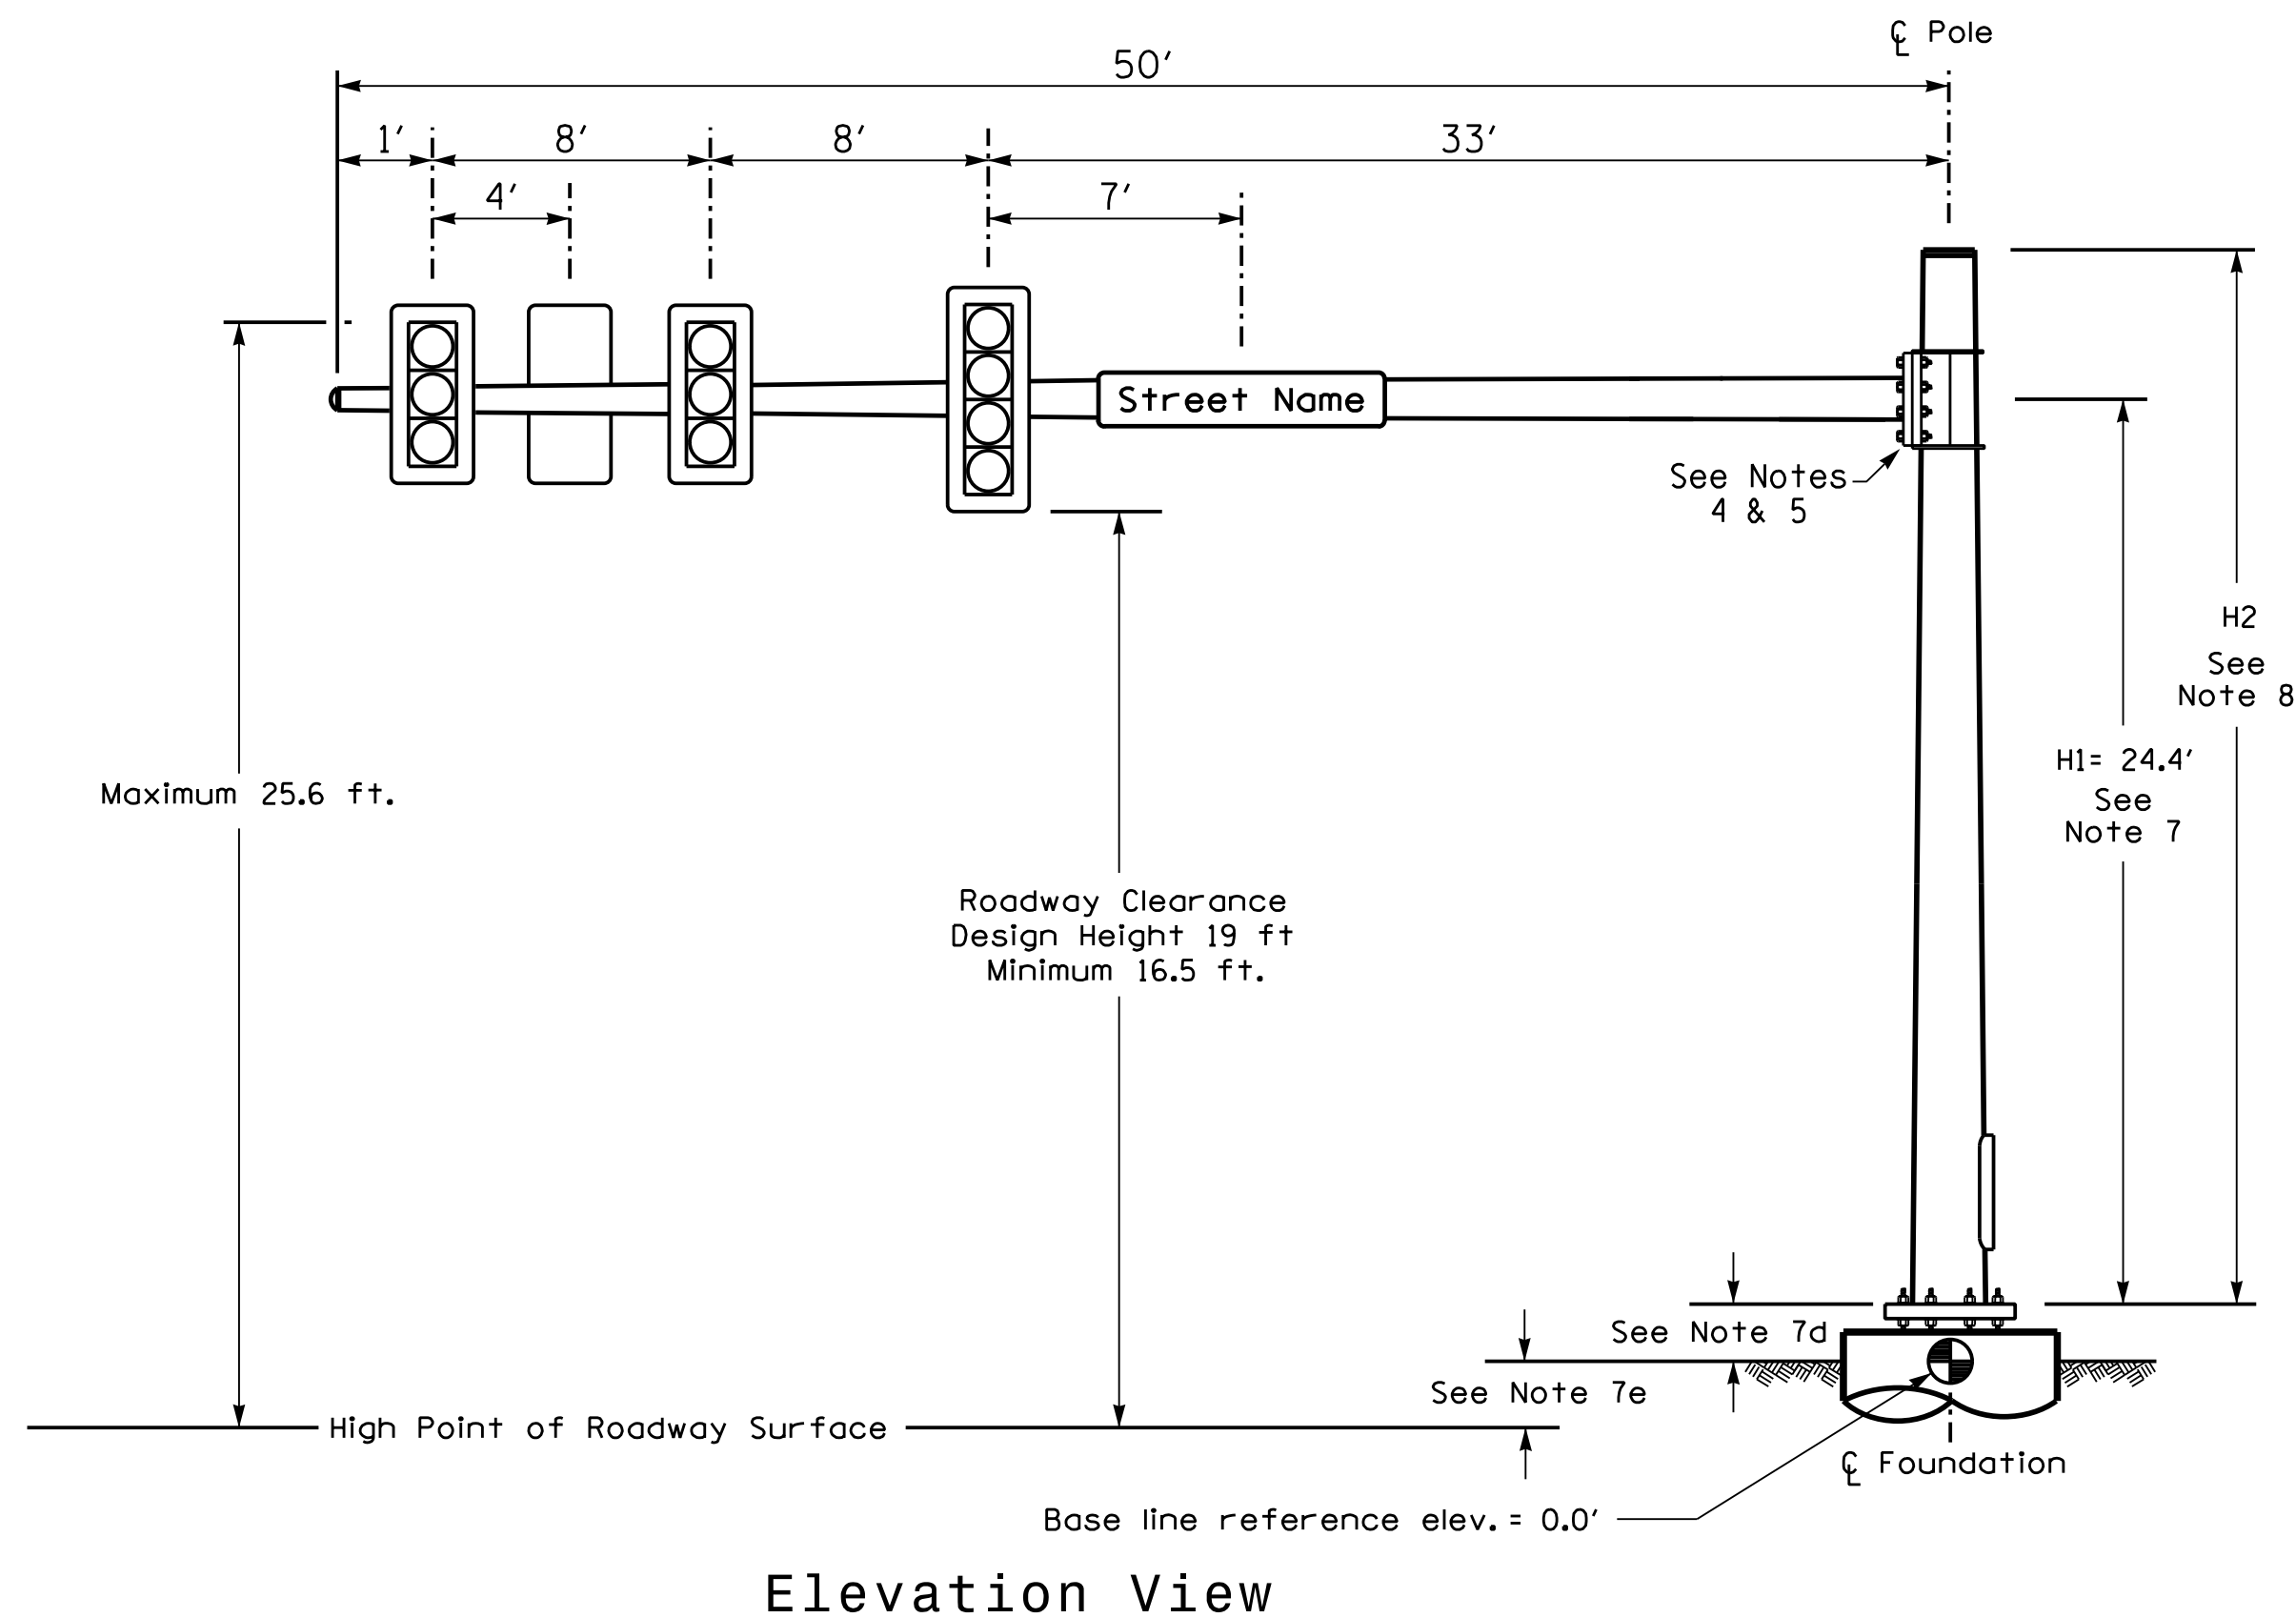 ℄ Pole
50'
1'
8'
8'
33'
4'
7'
Street Name
See Notes
4 & 5
H2
See
Note 8
H1= 24.4'
See
Note 7
Maximum 25.6 ft.
Roadway Clearance
Design Height 19 ft
Minimum 16.5 ft.
See Note 7d
See Note 7e
High Point of Roadway Surface
℄ Foundation
Base line reference elev. = 0.0'
Elevation View